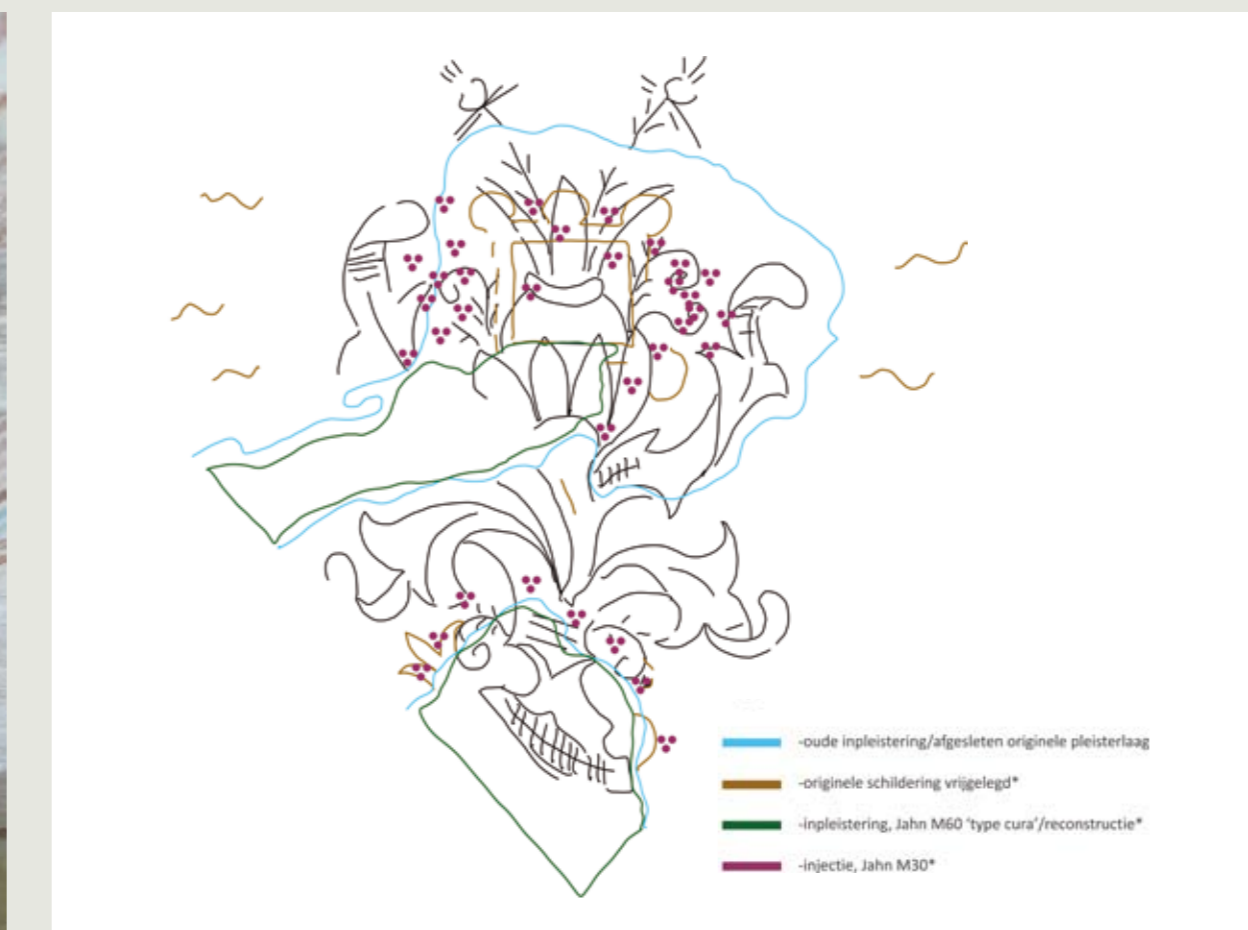 -oude inpleistering/afgesleten originele pleisterlaag
-originele schildering vrijgelegd*
-inpleistering, Jahn M60 ‘type cura’/reconstructie*
-injectie, Jahn M30*